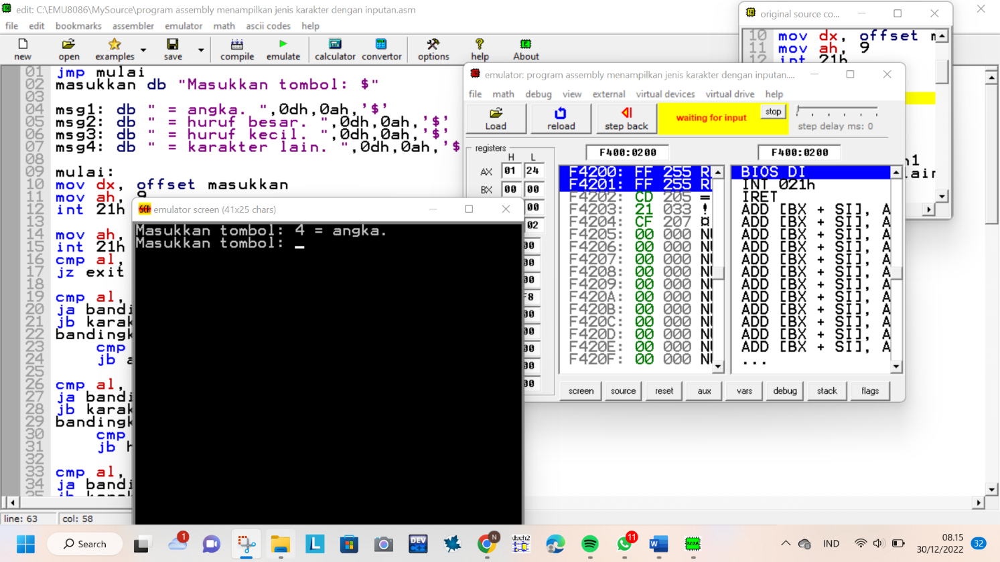 edit: C:\EMU8086\MySource\program assembly menampilkan jenis karakter dengan inputan.asm
file edit bookmarks assembler emulator math ascii codes help
new open examples save compile emulate calculator convertor options help About
01 jmp mulai
02 masukkan db "Masukkan tombol: $"
03
04 msg1: db " = angka. ",0dh,0ah,'$'
05 msg2: db " = huruf besar. ",0dh,0ah,'$'
06 msg3: db " = huruf kecil. ",0dh,0ah,'$'
07 msg4: db " = karakter lain. ",0dh,0ah,'$
08
09 mulai:
10 mov dx, offset masukkan
11 mov ah, 9
12 int 21h
13
14 mov ah,
15 int 21h
16 cmp al,
17 jz exit
18
19 cmp al,
20 ja bandi
21 jb karak
22 bandingk
23 cmp
24 jb
25
26 cmp al,
27 ja bandi
28 jb karak
29 bandingk
30 cmp
31 jb h
32
33 cmp al,
34 ja bandi
35
line: 63 col: 58
original source co...
10 mov dx, offset m
11 mov ah, 9
12 int 21h
emulator: program assembly menampilkan jenis karakter dengan inputan....
file math debug view external virtual devices virtual drive help
Load reload step back waiting for input stop step delay ms: 0
registers F400:0200 F400:0200
H L
AX 01 24
BX 00 00
00
02
00
00
00
F8
00
00
00
00
00
F4200: FF 255
F4201: FF 255
F4202: CD 205 =
F4203: 21 033 !
F4204: CF 207 ¤
F4205: 00 000
F4206: 00 000
F4207: 00 000
F4208: 00 000
F4209: 00 000
F420A: 00 000
F420B: 00 000
F420C: 00 000
F420D: 00 000
F420E: 00 000
F420F: 00 000
BIOS DI
INT 021h
IRET
ADD [BX + SI], A
ADD [BX + SI], A
ADD [BX + SI], A
ADD [BX + SI], A
ADD [BX + SI], A
ADD [BX + SI], A
ADD [BX + SI], A
ADD [BX + SI], A
ADD [BX + SI], A
ADD [BX + SI], A
ADD [BX + SI], A
ADD [BX + SI], A
...
screen source reset aux vars debug stack flags
SCR emulator screen (41x25 chars)
Masukkan tombol: 4 = angka.
Masukkan tombol: _
Search 1 L DEV C++ N dsch2 11 W IND 08.15
30/12/2022 32